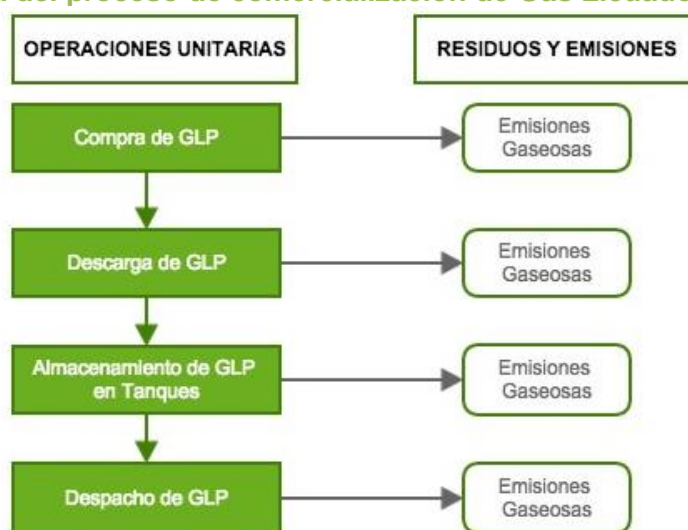 del proceso de comercialización de Gas Licuado
OPERACIONES UNITARIAS
RESIDUOS Y EMISIONES
Compra de GLP
Emisiones
Gaseosas
Descarga de GLP
Emisiones
Gaseosas
Almacenamiento de GLP
en Tanques
Emisiones
Gaseosas
Despacho de GLP
Emisiones
Gaseosas